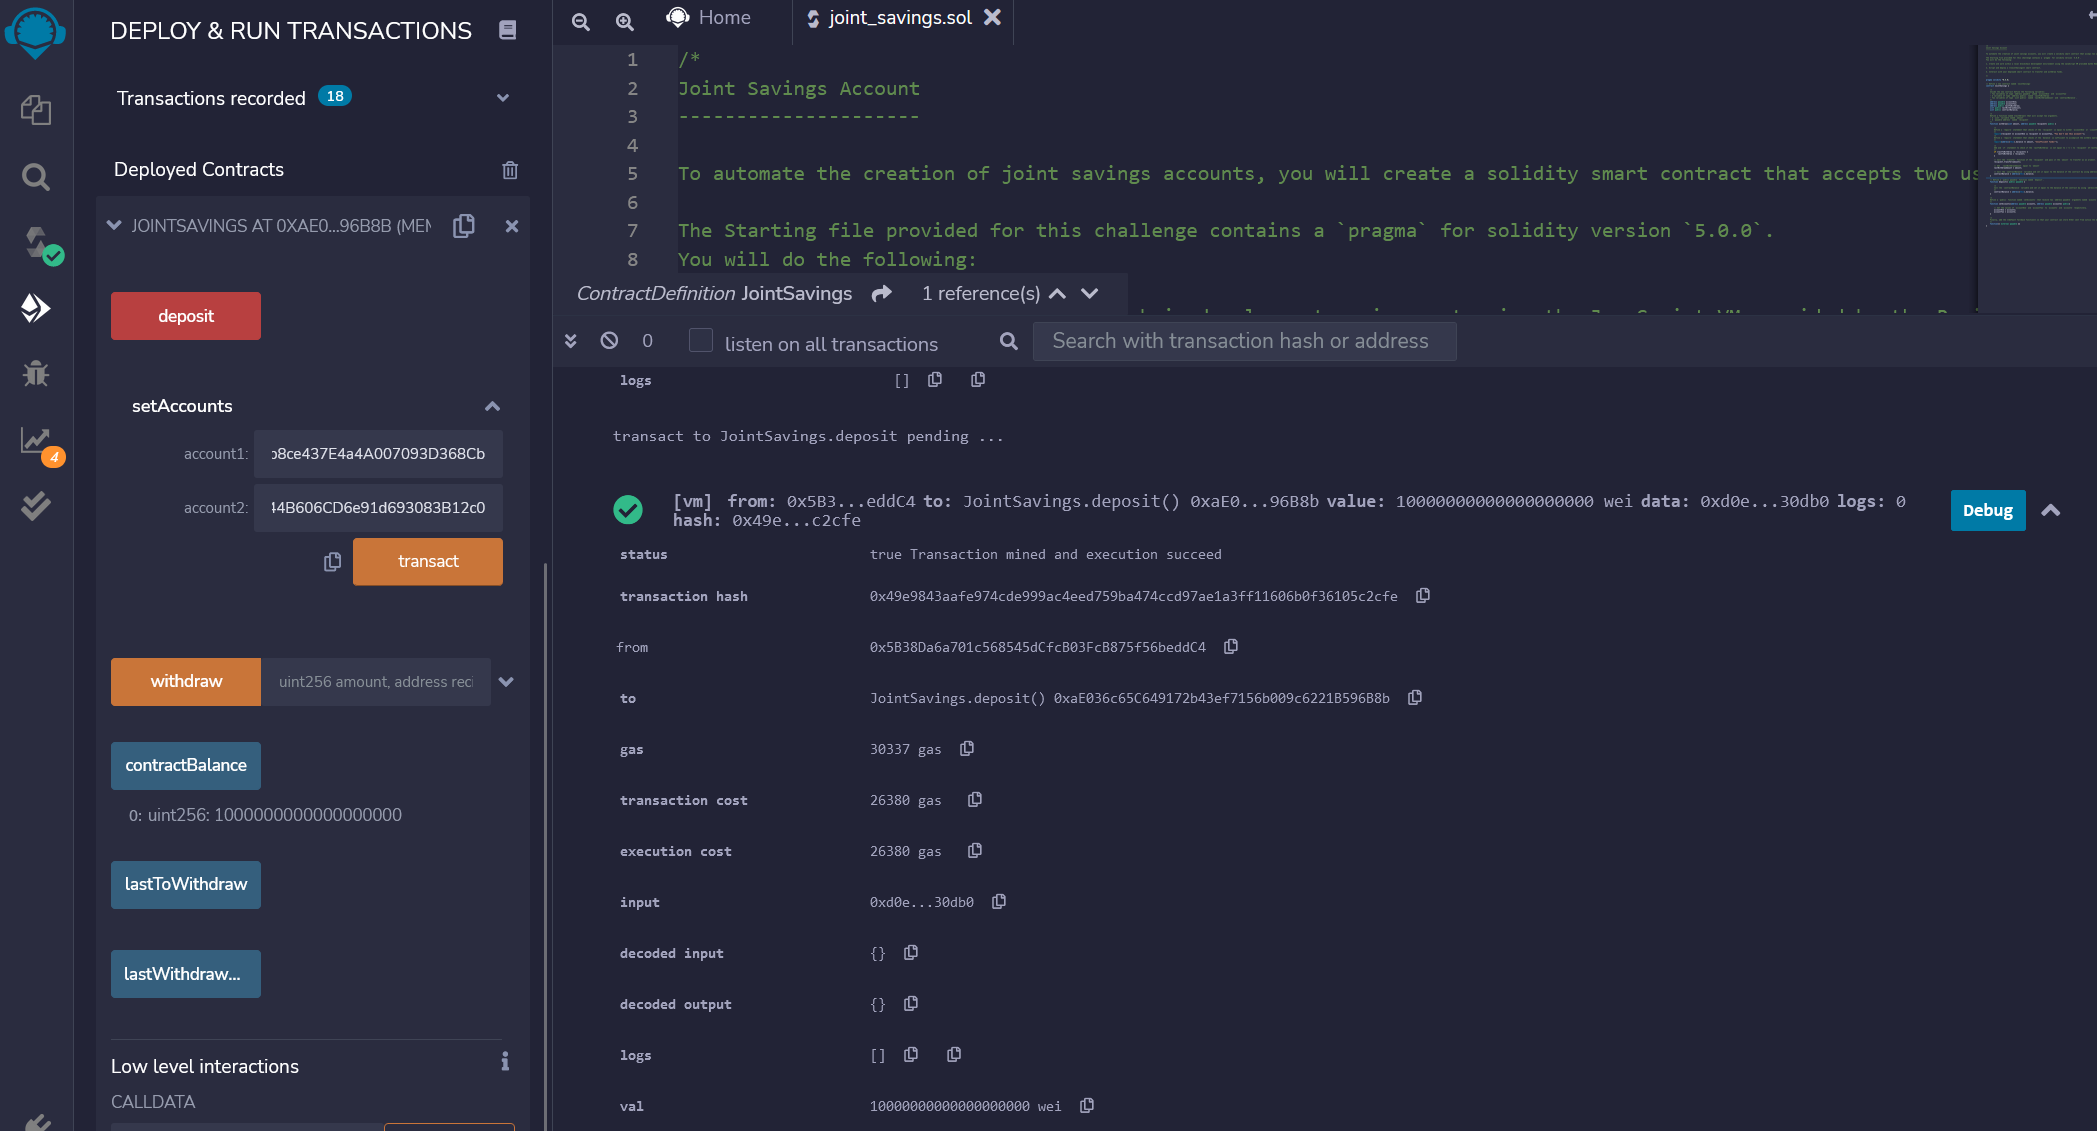 DEPLOY & RUN TRANSACTIONS
Transactions recorded 18
Deployed Contracts
JOINTSAVINGS AT 0XAE0...96B8B (MEM
deposit
setAccounts
account1: b8ce437E4a4A007093D368Cb
account2: 44B606CD6e91d693083B12c0
transact
withdraw uint256 amount, address reci
contractBalance
0: uint256: 1000000000000000000
lastToWithdraw
lastWithdraw...
Low level interactions
CALLDATA
4
Home joint_savings.sol
1 /*
2 Joint Savings Account
3 ---------------------
4
5 To automate the creation of joint savings accounts, you will create a solidity smart contract that accepts two us
6
7 The Starting file provided for this challenge contains a `pragma` for solidity version `5.0.0`.
8 You will do the following:
ContractDefinition JointSavings 1 reference(s)
0 listen on all transactions Search with transaction hash or address
logs []
transact to JointSavings.deposit pending ...
[vm] from: 0x5B3...eddC4 to: JointSavings.deposit() 0xaE0...96B8b value: 10000000000000000000 wei data: 0xd0e...30db0 logs: 0
hash: 0x49e...c2cfe
Debug
status true Transaction mined and execution succeed
transaction hash 0x49e9843aafe974cde999ac4eed759ba474ccd97ae1a3ff11606b0f36105c2cfe
from 0x5B38Da6a701c568545dCfcB03FcB875f56beddC4
to JointSavings.deposit() 0xaE036c65C649172b43ef7156b009c6221B596B8b
gas 30337 gas
transaction cost 26380 gas
execution cost 26380 gas
input 0xd0e...30db0
decoded input {}
decoded output {}
logs []
val 10000000000000000000 wei